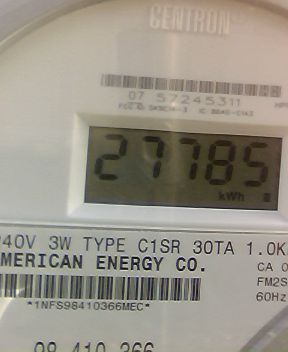 CENTRON
07 57245311
27785
kWh
240V 3W TYPE C1SR 30TA 1.0K
AMERICAN ENERGY CO.
CA 0
FM2S
60Hz
*1NFS98410366MEC*
98 410 366